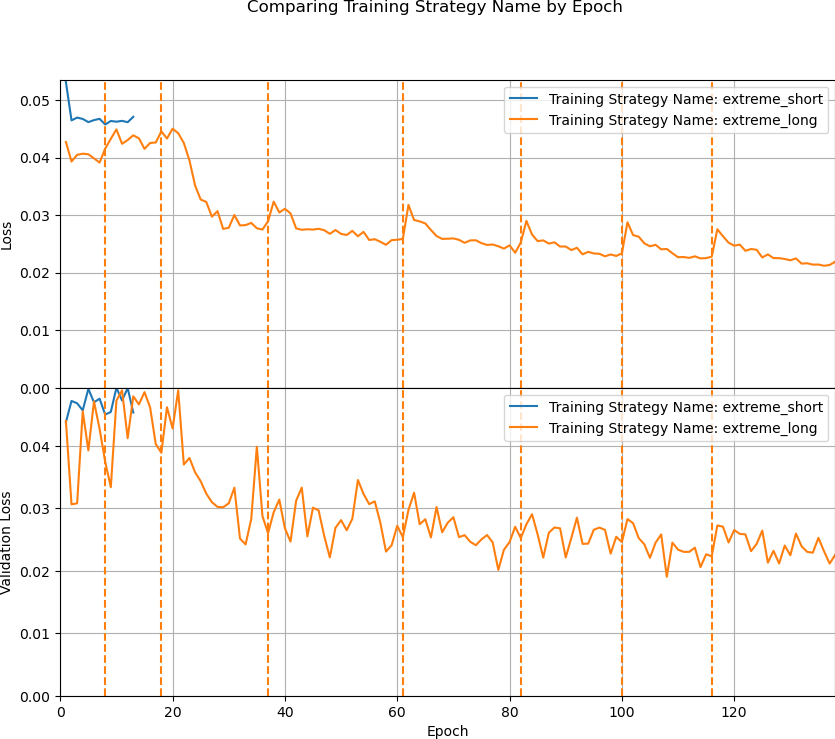 Comparing Training Strategy Name by Epoch
Training Strategy Name: extreme_short
Training Strategy Name: extreme_long
0.05
0.04
0.03
0.02
0.01
0.00
Loss
Training Strategy Name: extreme_short
Training Strategy Name: extreme_long
0.04
0.03
0.02
0.01
0.00
Validation Loss
0 20 40 60 80 100 120
Epoch